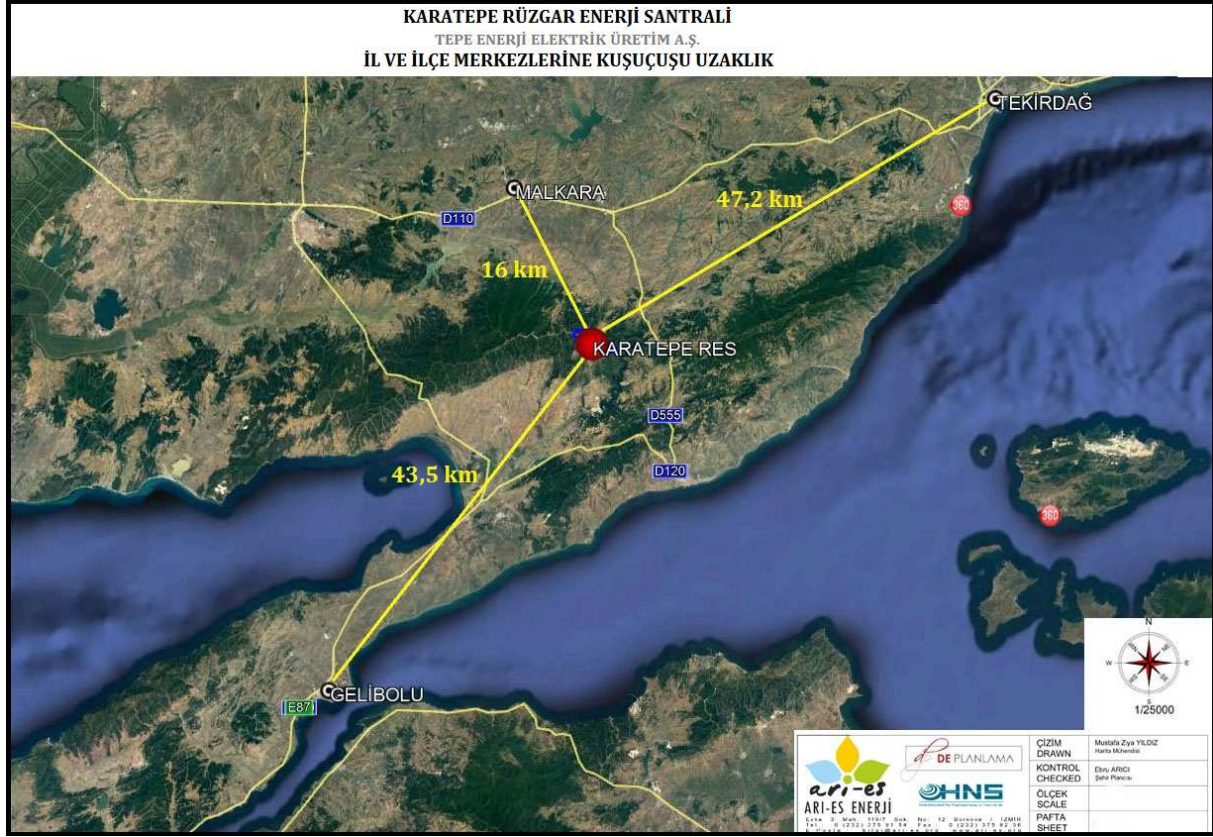 KARATEPE RÜZGAR ENERJİ SANTRALİ
TEPE ENERJİ ELEKTRİK ÜRETİM A.Ş.
İL VE İLÇE MERKEZLERİNE KUŞUÇUŞU UZAKLIK
TEKİRDAĞ
MALKARA
47,2 km
360
D110
16 km
KARATEPE RES
D555
43,5 km
D120
360
GELİBOLU
E87
N
W
E
S
1/25000
ari-es
ARI-ES ENERJİ
DE PLANLAMA
HNS
ÇİZİM
DRAWN
Mustafa Zıya YILDIZ
Harita Mühendisi
KONTROL
CHECKED
Ebru ARICI
Şehir Plancısı
ÖLÇEK
SCALE
PAFTA
SHEET